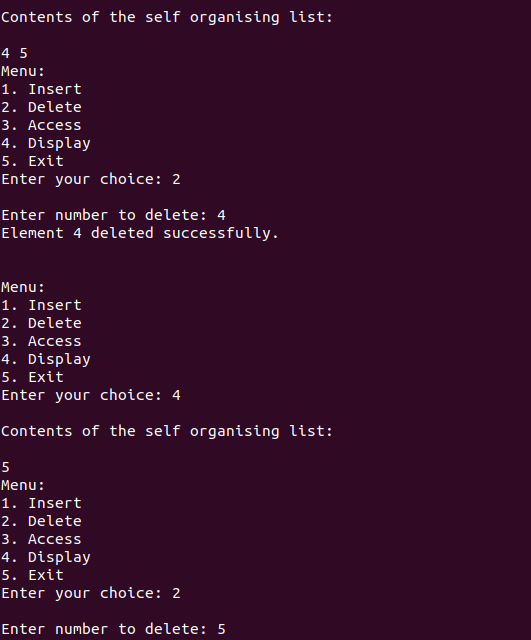 Contents of the self organising list:
4 5
Menu:
1. Insert
2. Delete
3. Access
4. Display
5. Exit
Enter your choice: 2
Enter number to delete: 4
Element 4 deleted successfully.
Menu:
1. Insert
2. Delete
3. Access
4. Display
5. Exit
Enter your choice: 4
Contents of the self organising list:
5
Menu:
1. Insert
2. Delete
3. Access
4. Display
5. Exit
Enter your choice: 2
Enter number to delete: 5